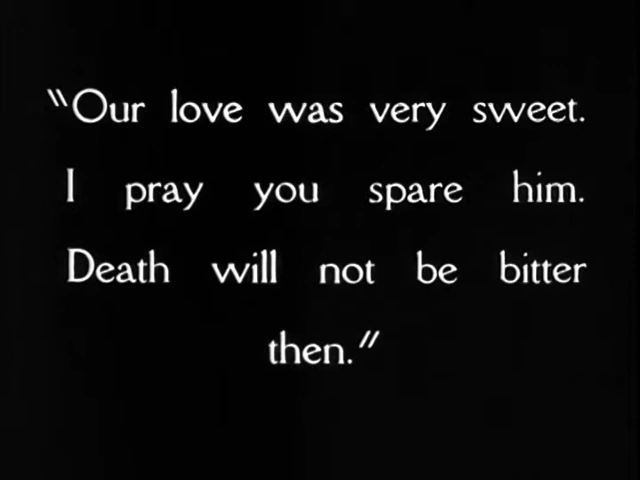 "Our love was very sweet.
I pray you spare him.
Death will not be bitter
then."